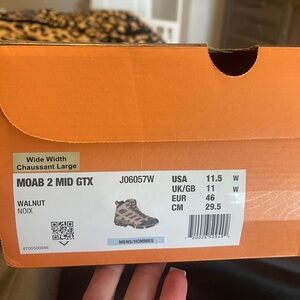 Wide Width
Chaussant Large
MOAB 2 MID GTX
J06057W
WALNUT
NOIX
USA 11.5 W
UK/GB 11 W
EUR 46
CM 29.5
MENS/HOMMES